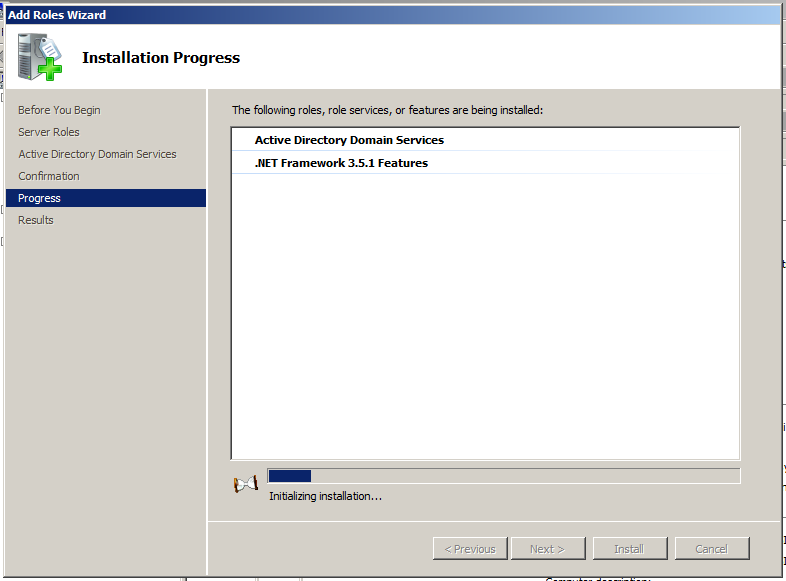 Add Roles Wizard
Installation Progress
Before You Begin
Server Roles
Active Directory Domain Services
Confirmation
Progress
Results
The following roles, role services, or features are being installed:
Active Directory Domain Services
.NET Framework 3.5.1 Features
Initializing installation...
< Previous
Next >
Install
Cancel